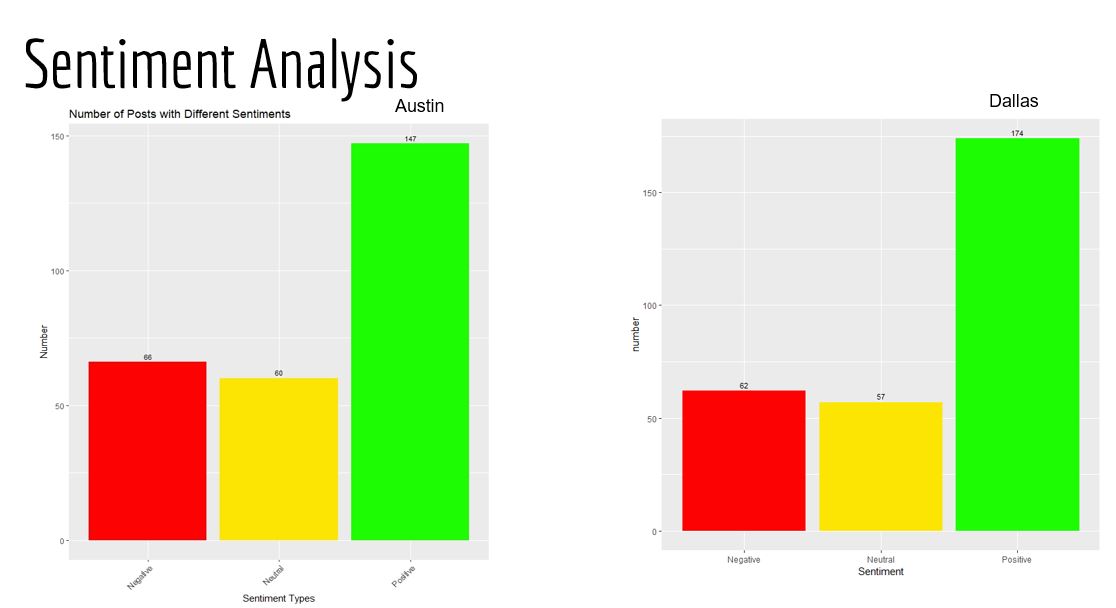 Sentiment Analysis
Austin
Number of Posts with Different Sentiments
150
100
50
0
Number
147
66
60
Negative
Neutral
Positive
Sentiment Types
Dallas
150
100
50
0
number
174
62
57
Negative
Neutral
Positive
Sentiment